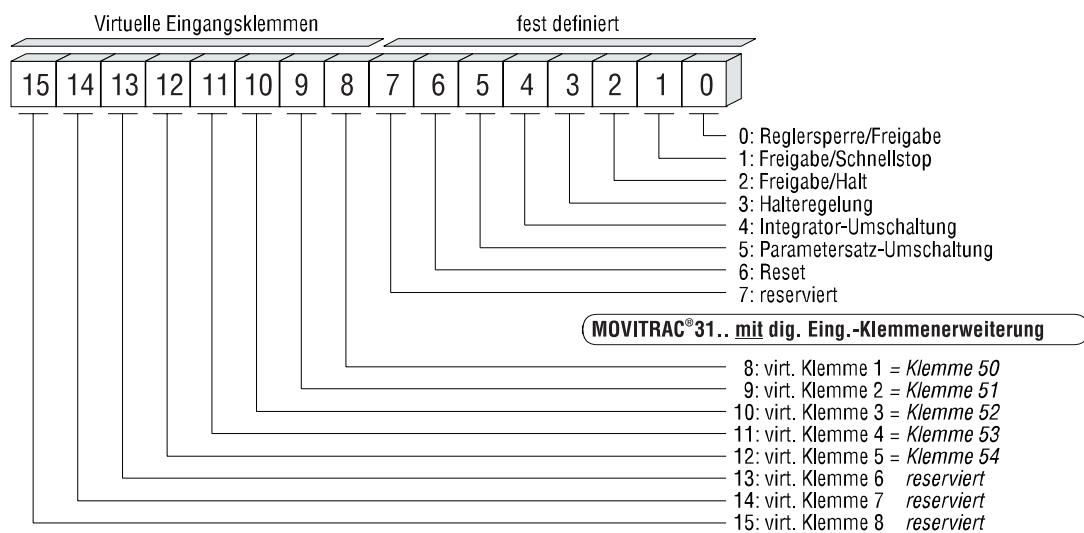 Virtuelle Eingangsklemmen fest definiert
15 14 13 12 11 10 9 8 7 6 5 4 3 2 1 0
0: Reglersperre/Freigabe
1: Freigabe/Schnellstop
2: Freigabe/Halt
3: Halteregelung
4: Integrator-Umschaltung
5: Parametersatz-Umschaltung
6: Reset
7: reserviert
MOVITRAC®31.. mit dig. Eing.-Klemmenerweiterung
8: virt. Klemme 1 = Klemme 50
9: virt. Klemme 2 = Klemme 51
10: virt. Klemme 3 = Klemme 52
11: virt. Klemme 4 = Klemme 53
12: virt. Klemme 5 = Klemme 54
13: virt. Klemme 6 reserviert
14: virt. Klemme 7 reserviert
15: virt. Klemme 8 reserviert